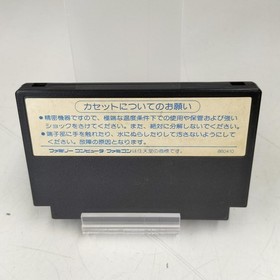 カセットについてのお願い
●精密機器ですので、極端な温度条件下での使用や保管および強い
ショックをさけてください。また、絶対に分解しないでください。
●端子部に手を触れたり、水にぬらしたりして汚さないようにして
ください。故障の原因となります。
ファミリーコンピュータ・ファミコンは任天堂の商標です。